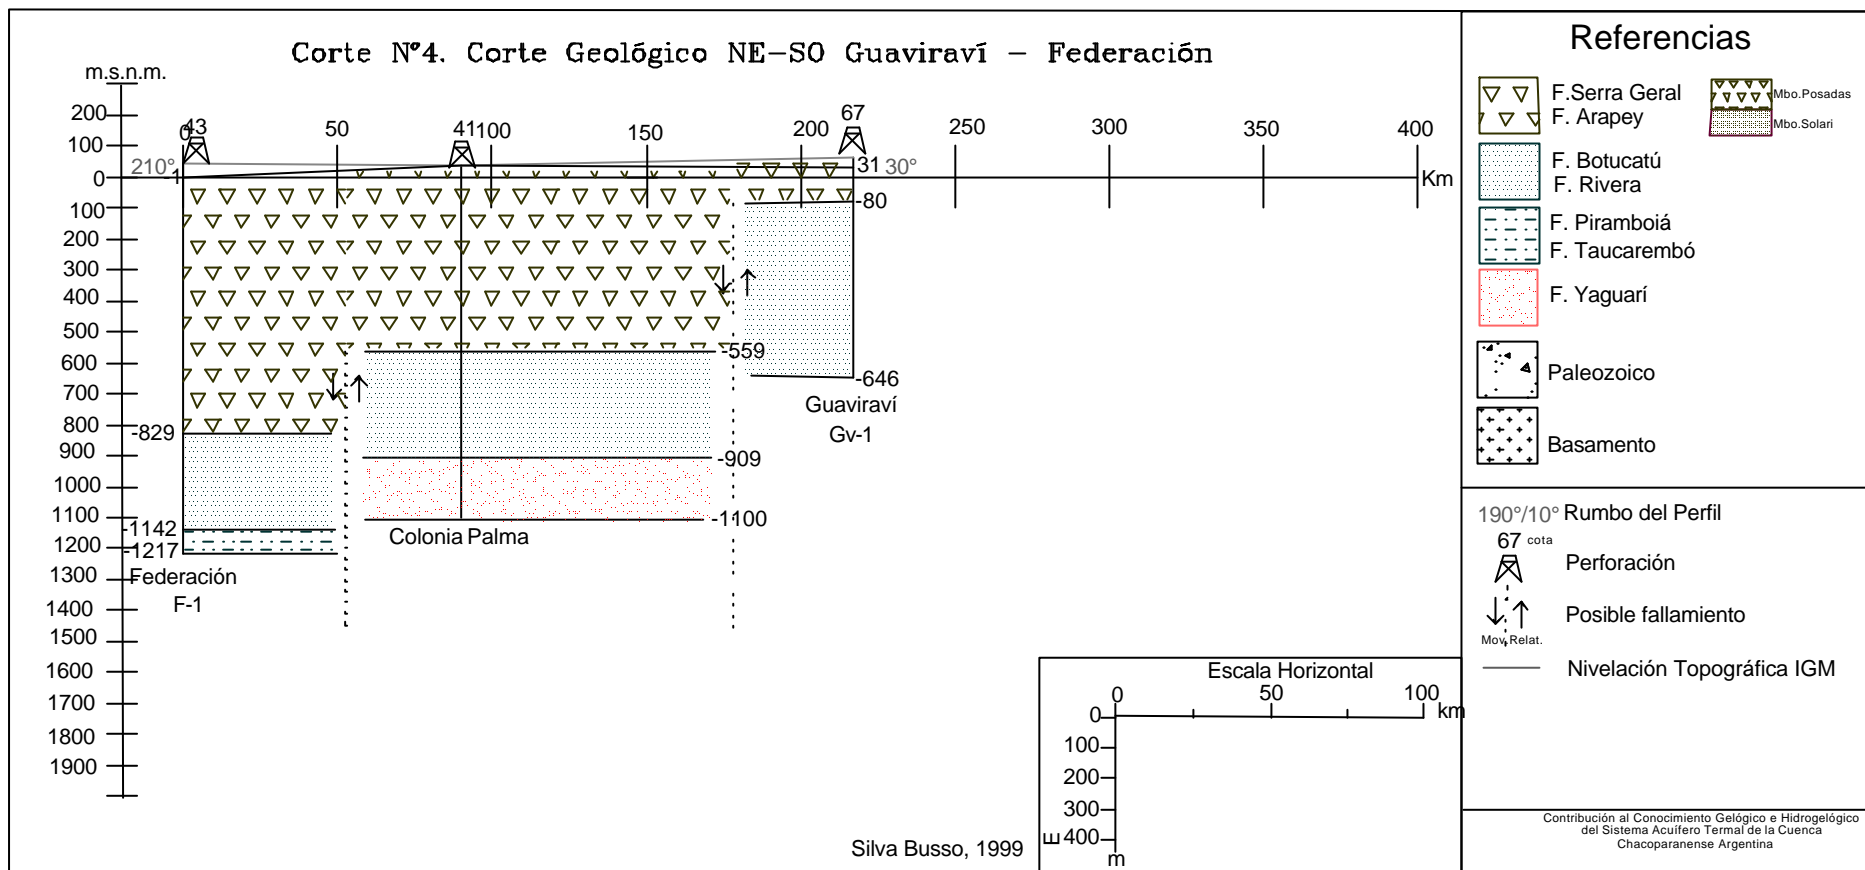 Corte Nº4. Corte Geológico NE-SO Guaviraví - Federación
m.s.n.m.
200
100
0
100
200
300
400
500
600
700
800
900
1000
1100
1200
1300
1400
1500
1600
1700
1800
1900
43
41
67
0
50
100
150
200
250
300
350
400
Km
210°
-1
31
30°
-80
-559
-646
Guaviraví
Gv-1
-829
-909
-1100
Colonia Palma
-1142
-1217
Federación
F-1
Silva Busso, 1999
Escala Horizontal
0
50
100
km
0
100
200
300
400
E
m
Referencias
F.Serra Geral
F. Arapey
Mbo.Posadas
Mbo.Solari
F. Botucatú
F. Rivera
F. Piramboiá
F. Taucarembó
F. Yaguarí
Paleozoico
Basamento
190°/10° Rumbo del Perfil
67 cota
Perforación
Posible fallamiento
Mov.Relat.
Nivelación Topográfica IGM
Contribución al Conocimiento Gelógico e Hidrogelógico
del Sistema Acuífero Termal de la Cuenca
Chacoparanense Argentina